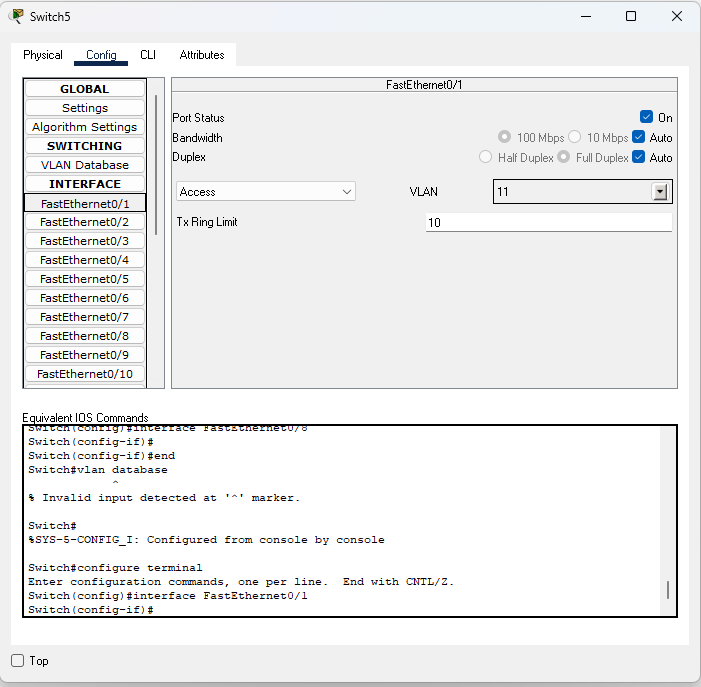 Switch5
Physical Config CLI Attributes
GLOBAL
Settings
Algorithm Settings
SWITCHING
VLAN Database
INTERFACE
FastEthernet0/1
FastEthernet0/2
FastEthernet0/3
FastEthernet0/4
FastEthernet0/5
FastEthernet0/6
FastEthernet0/7
FastEthernet0/8
FastEthernet0/9
FastEthernet0/10
FastEthernet0/1
Port Status On
Bandwidth 100 Mbps 10 Mbps Auto
Duplex Half Duplex Full Duplex Auto
Access VLAN 11
Tx Ring Limit 10
Equivalent IOS Commands
Switch(config)#interface FastEthernet0/8
Switch(config-if)#
Switch(config-if)#end
Switch#vlan database
^
% Invalid input detected at '^' marker.
Switch#
%SYS-5-CONFIG_I: Configured from console by console
Switch#configure terminal
Enter configuration commands, one per line. End with CNTL/Z.
Switch(config)#interface FastEthernet0/1
Switch(config-if)#
Top